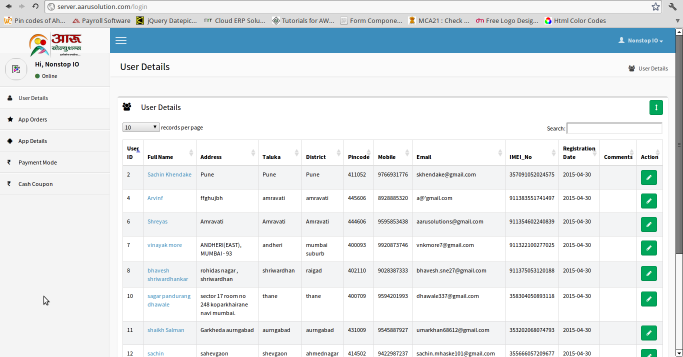 server.aarusolution.com/login
Pin codes of Ah... Payroll Software jQuery Datepic... Cloud ERP Solu... Tutorials for AW... Form Compone... MCA21 : Check ... Free Logo Desig... Html Color Codes
आरू
Nonstop IO
Hi, Nonstop IO
Online
User Details
App Orders
App Details
Payment Mode
Cash Coupon
User Details
User Details
User Details
10 records per page
Search:
User ID Full Name Address Taluka District Pincode Mobile Email IMEI_No Registration Date Comments Action
2 Sachin Khendake Pune Pune Pune 411052 9766931776 skhendake@gmail.com 357091052024575 2015-04-30
4 Arvinf ffghujbh amravati amravati 445606 8928885320 a@'gmail.com 911383551741497 2015-04-30
6 Shreyas Amravati Amravati Amravati 444606 9595853438 aarusolutions@gmail.com 911354602240839 2015-04-30
7 vinayak more ANDHERI(EAST), MUMBAI - 93 andheri mumbai suburb 400093 9920873746 vnkmore7@gmail.com 911322100277025 2015-04-30
8 bhavesh shriwardhankar rohidas nagar , shriwardhan shriwardhan raigad 402110 9028387333 bhavesh.sne27@gmail.com 911375053120188 2015-04-30
10 sagar pandurang dhawale sector 17 room no 248 koparkhairane navi mumbai. thane thane 400709 9594201993 dhawale337@gmail.com 358304050893118 2015-04-30
11 shaikh Salman Garkheda aurngabad aurngabad aurngabad 431009 9545887927 umarkhan68612@gmail.com 353202068074793 2015-04-30
12 sachin sahevgaon shevgaon ahmednagar 414502 9422987237 sachin.mhaske101@gmail.com 355666057209677 2015-04-30